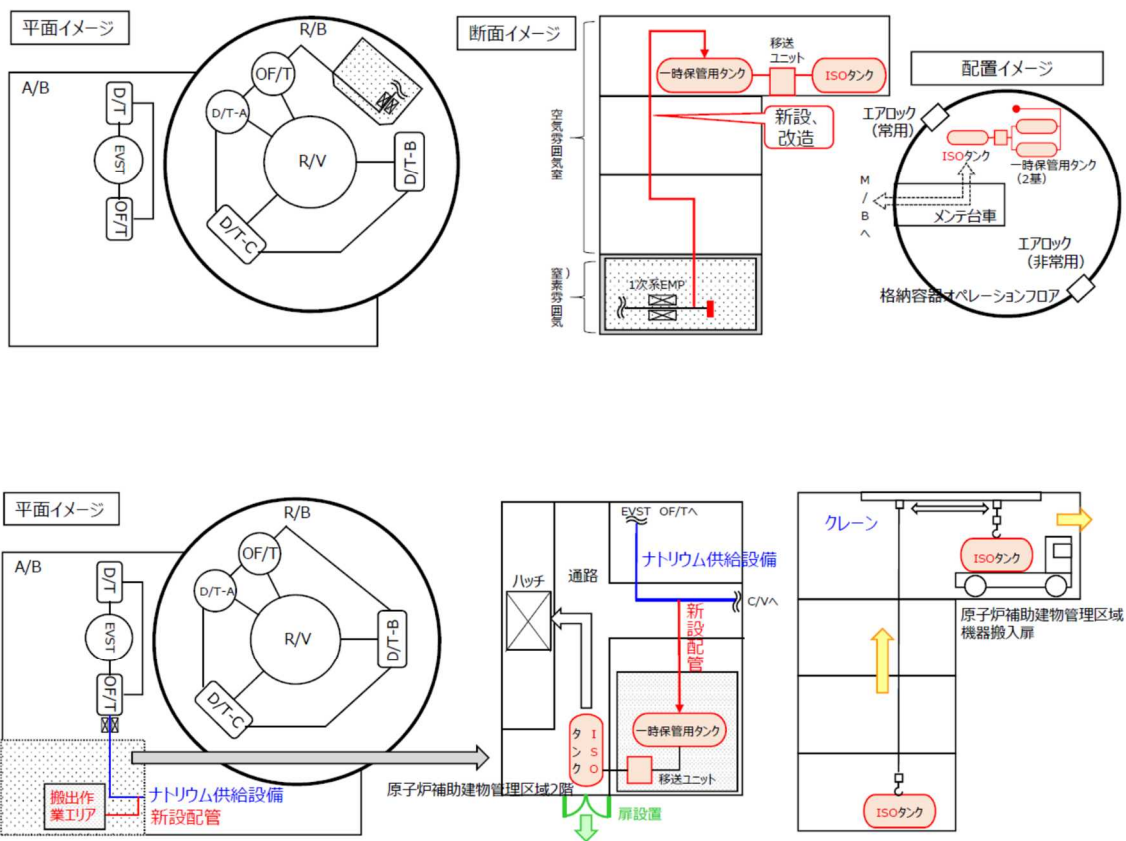 平面イメージ
R/B
A/B
OF/T
D/T-A
R/V
D/T-B
D/T-C
D/T
EVST
OF/T
断面イメージ
移送
ユニット
一時保管用タンク
ISOタンク
新設、
改造
空気雰囲気室
窒素雰囲気)
1次系EMP
配置イメージ
エアロック
(常用)
ISOタンク
一時保管用タンク
(2基)
M/Bへ
メンテ台車
エアロック
(非常用)
格納容器オペレーションフロア
平面イメージ
R/B
A/B
OF/T
D/T-A
R/V
D/T-B
D/T-C
D/T
EVST
OF/T
搬出作
業エリア
ナトリウム供給設備
新設配管
EVST OF/Tへ
ナトリウム供給設備
ハッチ
通路
C/Vへ
新設配管
一時保管用タンク
ISO
タンク
移送ユニット
原子炉補助建物管理区域2階
扉設置
クレーン
ISOタンク
原子炉補助建物管理区域
機器搬入扉
ISOタンク